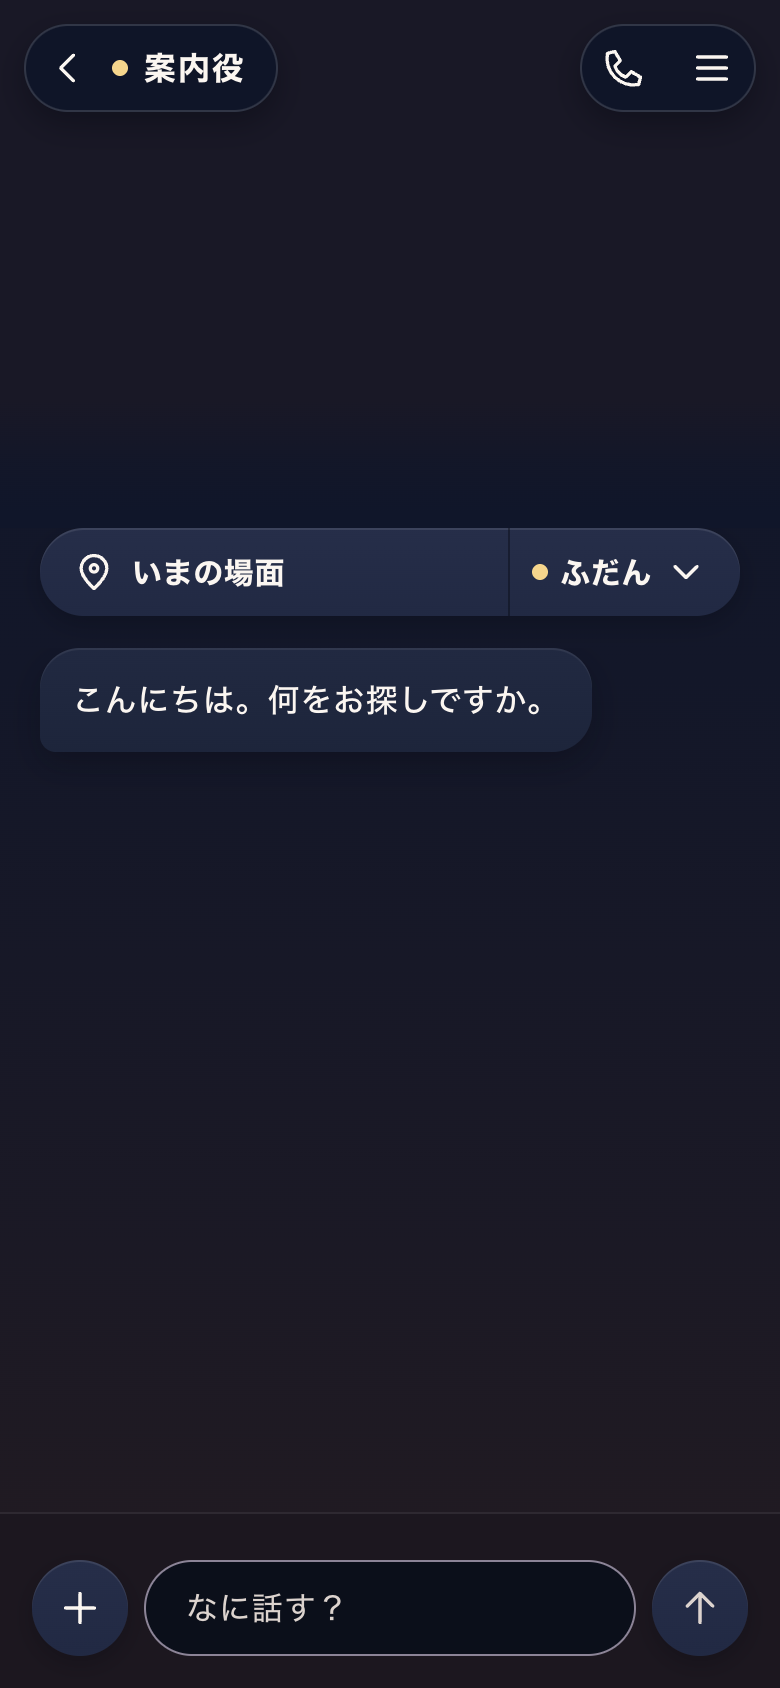 案内役
いまの場面
ふだん
こんにちは。何をお探しですか。
なに話す？